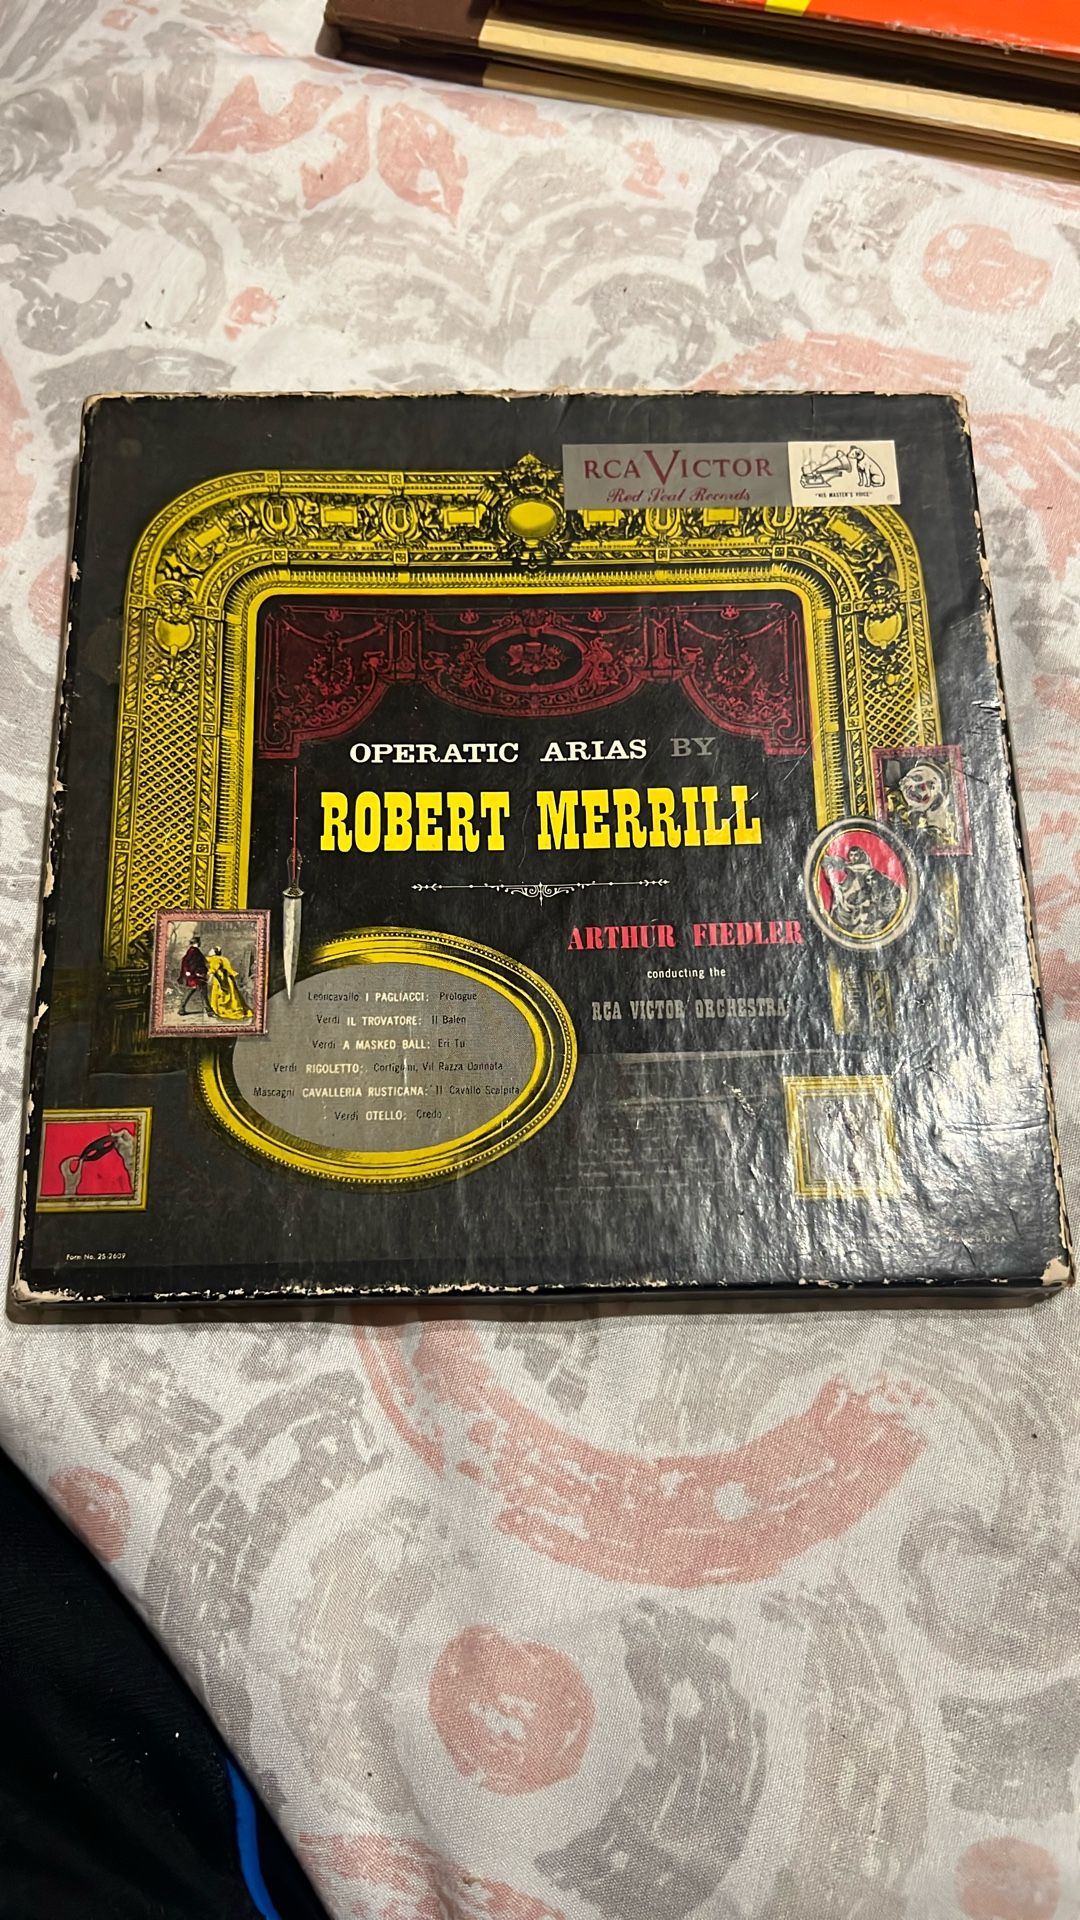 RCA VICTOR
Red Seal Records
"HIS MASTER'S VOICE"
OPERATIC ARIAS BY
ROBERT MERRILL
ARTHUR FIEDLER
conducting the
RCA VICTOR ORCHESTRA
Leoncavallo I PAGLIACCI: Prologue
Verdi IL TROVATORE: Il Balen
Verdi A MASKED BALL: Eri Tu
Verdi RIGOLETTO: Cortigiani, Vil Razza Dannata
Mascagni CAVALLERIA RUSTICANA: Il Cavallo Scalpita
Verdi OTELLO: Credo
Form No. 25-2609